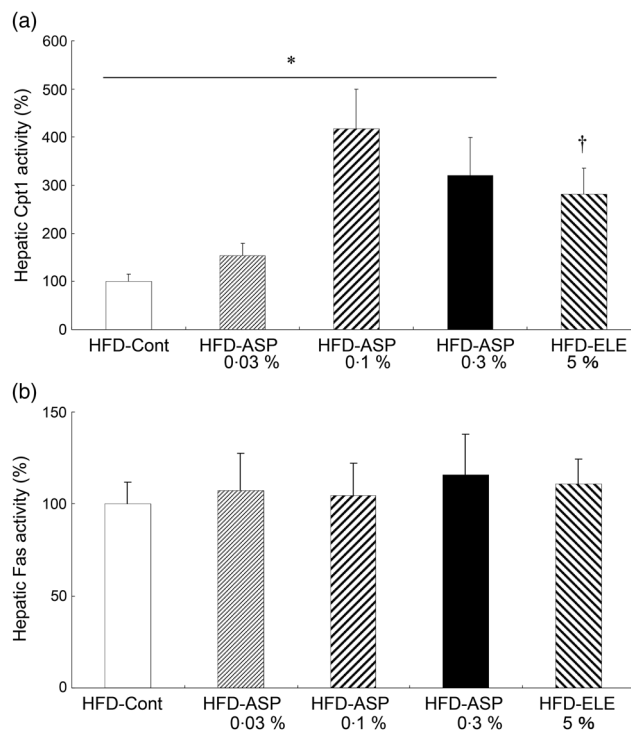 (a)
600
500
400
300
200
100
0
Hepatic Cpt1 activity (%)
*
†
HFD-Cont
HFD-ASP
0·03 %
HFD-ASP
0·1 %
HFD-ASP
0·3 %
HFD-ELE
5 %
(b)
150
100
50
0
Hepatic Fas activity (%)
HFD-Cont
HFD-ASP
0·03 %
HFD-ASP
0·1 %
HFD-ASP
0·3 %
HFD-ELE
5 %